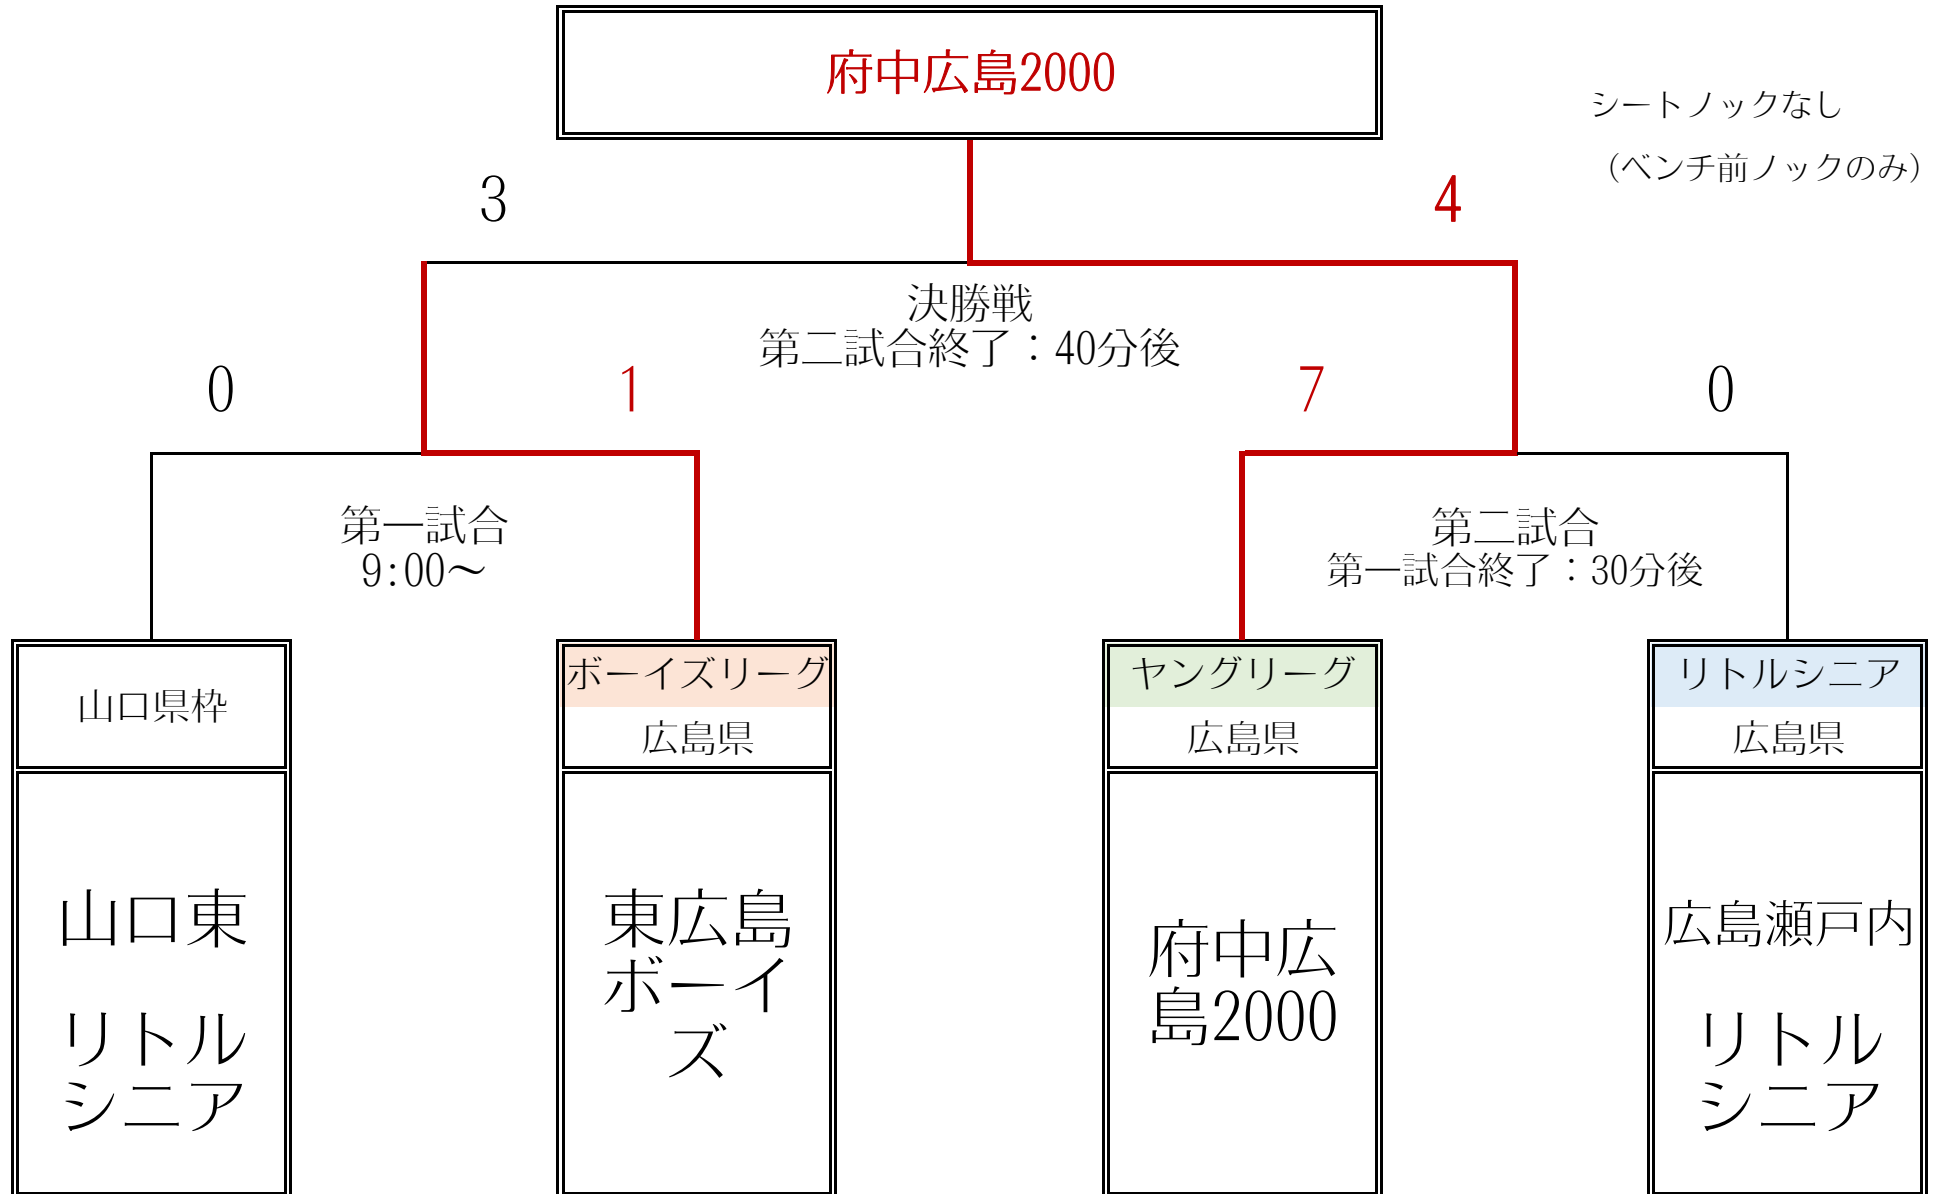 府中広島2000
シートノックなし
（ベンチ前ノックのみ）
3
4
決勝戦
第二試合終了：40分後
0
1
7
0
第一試合
9:00～
第二試合
第一試合終了：30分後
山口県枠
ボーイズリーグ
広島県
ヤングリーグ
広島県
リトルシニア
広島県
山口東
リトル
シニア
東広島
ボーイ
ズ
府中広
島2000
広島瀬戸内
リトル
シニア